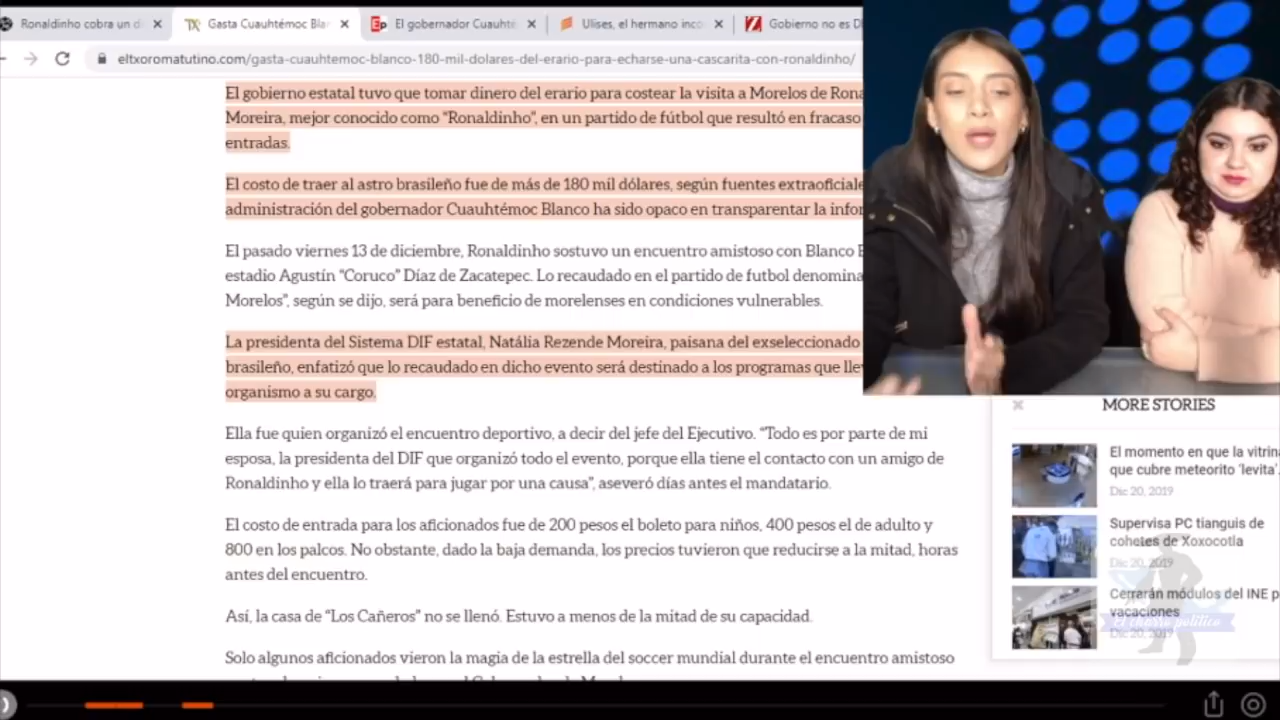 Ronaldinho cobra un di
Gasta Cuauhtémoc Blan
El gobernador Cuauhté
Ulises, el hermano inco
Gobierno no es DI
eltxoromatutino.com/gasta-cuauhtemoc-blanco-180-mil-dolares-del-erario-para-echarse-una-cascarita-con-ronaldinho/
El gobierno estatal tuvo que tomar dinero del erario para costear la visita a Morelos de Rona
Moreira, mejor conocido como “Ronaldinho”, en un partido de fútbol que resultó en fracaso
entradas.
El costo de traer al astro brasileño fue de más de 180 mil dólares, según fuentes extraoficiale
administración del gobernador Cuauhtémoc Blanco ha sido opaco en transparentar la infor
El pasado viernes 13 de diciembre, Ronaldinho sostuvo un encuentro amistoso con Blanco B
estadio Agustín “Coruco” Díaz de Zacatepec. Lo recaudado en el partido de futbol denomina
Morelos”, según se dijo, será para beneficio de morelenses en condiciones vulnerables.
La presidenta del Sistema DIF estatal, Natália Rezende Moreira, paisana del exseleccionado
brasileño, enfatizó que lo recaudado en dicho evento será destinado a los programas que lle
organismo a su cargo.
Ella fue quien organizó el encuentro deportivo, a decir del jefe del Ejecutivo. “Todo es por parte de mi
esposa, la presidenta del DIF que organizó todo el evento, porque ella tiene el contacto con un amigo de
Ronaldinho y ella lo traerá para jugar por una causa”, aseveró días antes el mandatario.
El costo de entrada para los aficionados fue de 200 pesos el boleto para niños, 400 pesos el de adulto y
800 en los palcos. No obstante, dado la baja demanda, los precios tuvieron que reducirse a la mitad, horas
antes del encuentro.
Así, la casa de “Los Cañeros” no se llenó. Estuvo a menos de la mitad de su capacidad.
Solo algunos aficionados vieron la magia de la estrella del soccer mundial durante el encuentro amistoso
MORE STORIES
El momento en que la vitrina
que cubre meteorito ‘levita’.
Dic 20, 2019
Supervisa PC tianguis de
cohetes de Xoxocotla
Dic 20, 2019
Cerrarán módulos del INE p
vacaciones
Dic 20, 2019
El charro político